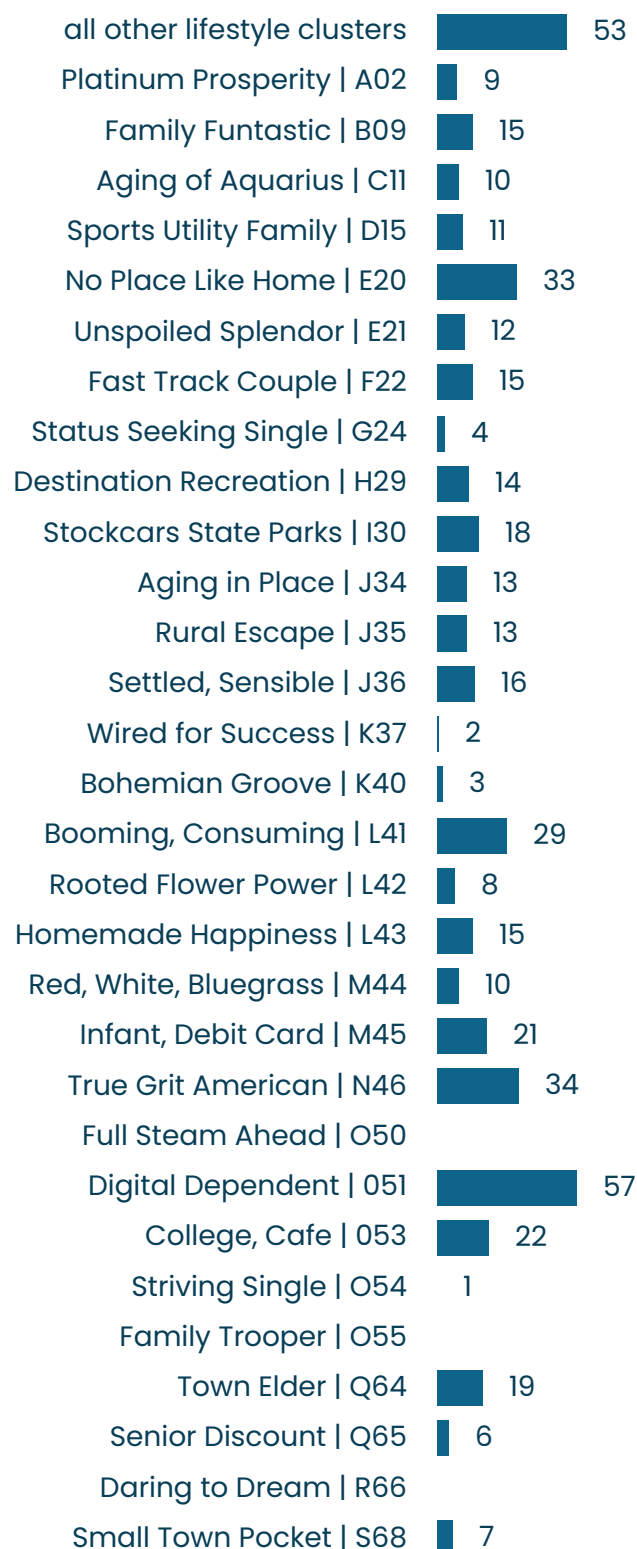 all other lifestyle clusters 53
Platinum Prosperity | A02 9
Family Funtastic | B09 15
Aging of Aquarius | C11 10
Sports Utility Family | D15 11
No Place Like Home | E20 33
Unspoiled Splendor | E21 12
Fast Track Couple | F22 15
Status Seeking Single | G24 4
Destination Recreation | H29 14
Stockcars State Parks | I30 18
Aging in Place | J34 13
Rural Escape | J35 13
Settled, Sensible | J36 16
Wired for Success | K37 2
Bohemian Groove | K40 3
Booming, Consuming | L41 29
Rooted Flower Power | L42 8
Homemade Happiness | L43 15
Red, White, Bluegrass | M44 10
Infant, Debit Card | M45 21
True Grit American | N46 34
Full Steam Ahead | O50
Digital Dependent | 051 57
College, Cafe | 053 22
Striving Single | O54 1
Family Trooper | O55
Town Elder | Q64 19
Senior Discount | Q65 6
Daring to Dream | R66
Small Town Pocket | S68 7